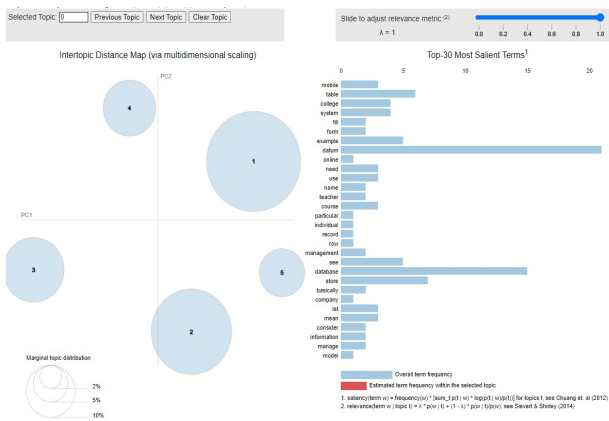 Selected Topic: 0 Previous Topic Next Topic Clear Topic
Slide to adjust relevance metric:(2)
λ = 1
0.0 0.2 0.4 0.6 0.8 1.0
Intertopic Distance Map (via multidimensional scaling)
PC2
PC1
4
1
3
5
2
Marginal topic distribution
2%
5%
10%
Top-30 Most Salient Terms1
0 5 10 15 20
mobile
table
college
system
fill
form
example
datum
online
need
use
name
teacher
course
particular
individual
record
row
management
see
database
store
basically
company
let
mean
consider
information
manage
model
Overall term frequency
Estimated term frequency within the selected topic
1. saliency(term w) = frequency(w) * [sum_t p(t | w) * log(p(t | w)/p(t))] for topics t; see Chuang et. al (2012)
2. relevance(term w | topic t) = λ * p(w | t) + (1 - λ) * p(w | t)/p(w); see Sievert & Shirley (2014)